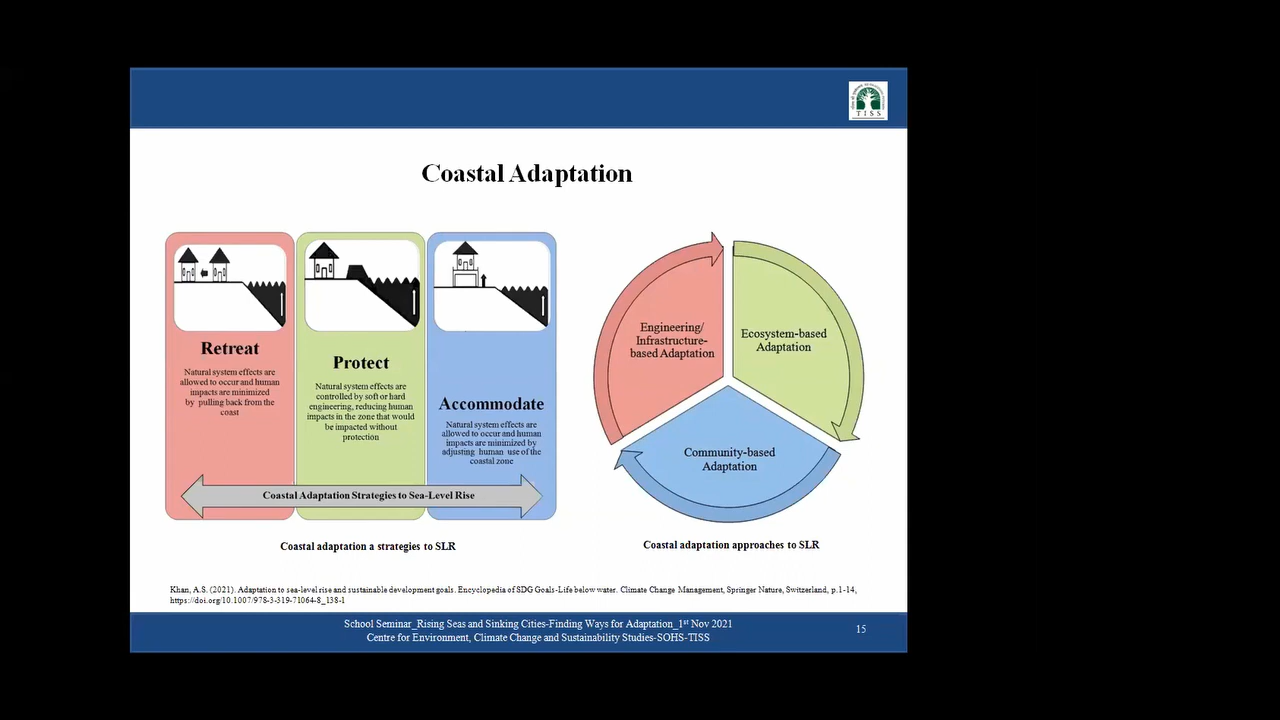 TISS
Coastal Adaptation
Retreat
Natural system effects are
allowed to occur and human
impacts are minimized
by pulling back from the
coast
Protect
Natural system effects are
controlled by soft or hard
engineering, reducing human
impacts in the zone that would
be impacted without
protection
Accommodate
Natural system effects are
allowed to occur and human
impacts are minimized by
adjusting human use of the
coastal zone
Coastal Adaptation Strategies to Sea-Level Rise
Coastal adaptation a strategies to SLR
Engineering/
Infrastructure-
based Adaptation
Ecosystem-based
Adaptation
Community-based
Adaptation
Coastal adaptation approaches to SLR
Khan, A.S. (2021). Adaptation to sea-level rise and sustainable development goals. Encyclopedia of SDG Goals-Life below water. Climate Change Management, Springer Nature, Switzerland, p.1-14,
https://doi.org/10.1007/978-3-319-71064-8_138-1
School Seminar_Rising Seas and Sinking Cities-Finding Ways for Adaptation_1st Nov 2021
Centre for Environment, Climate Change and Sustainability Studies-SOHS-TISS
15